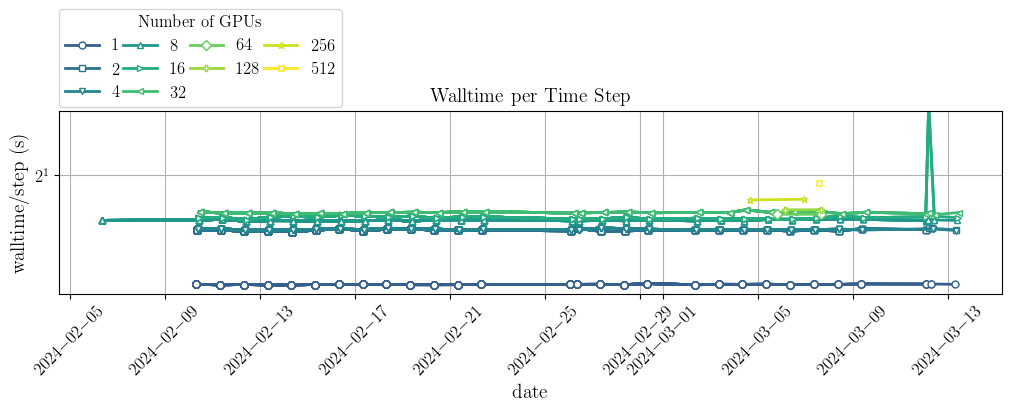 Number of GPUs
1 8 64 256
2 16 128 512
4 32
Walltime per Time Step
walltime/step (s)
2¹
2024−02−05 2024−02−09 2024−02−13 2024−02−17 2024−02−21 2024−02−25 2024−02−29 2024−03−01 2024−03−05 2024−03−09 2024−03−13
date